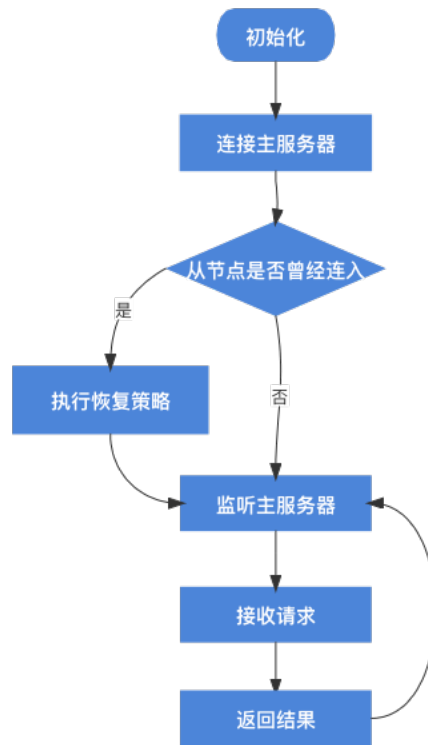 初始化
连接主服务器
从节点是否曾经连入
是
执行恢复策略
否
监听主服务器
接收请求
返回结果